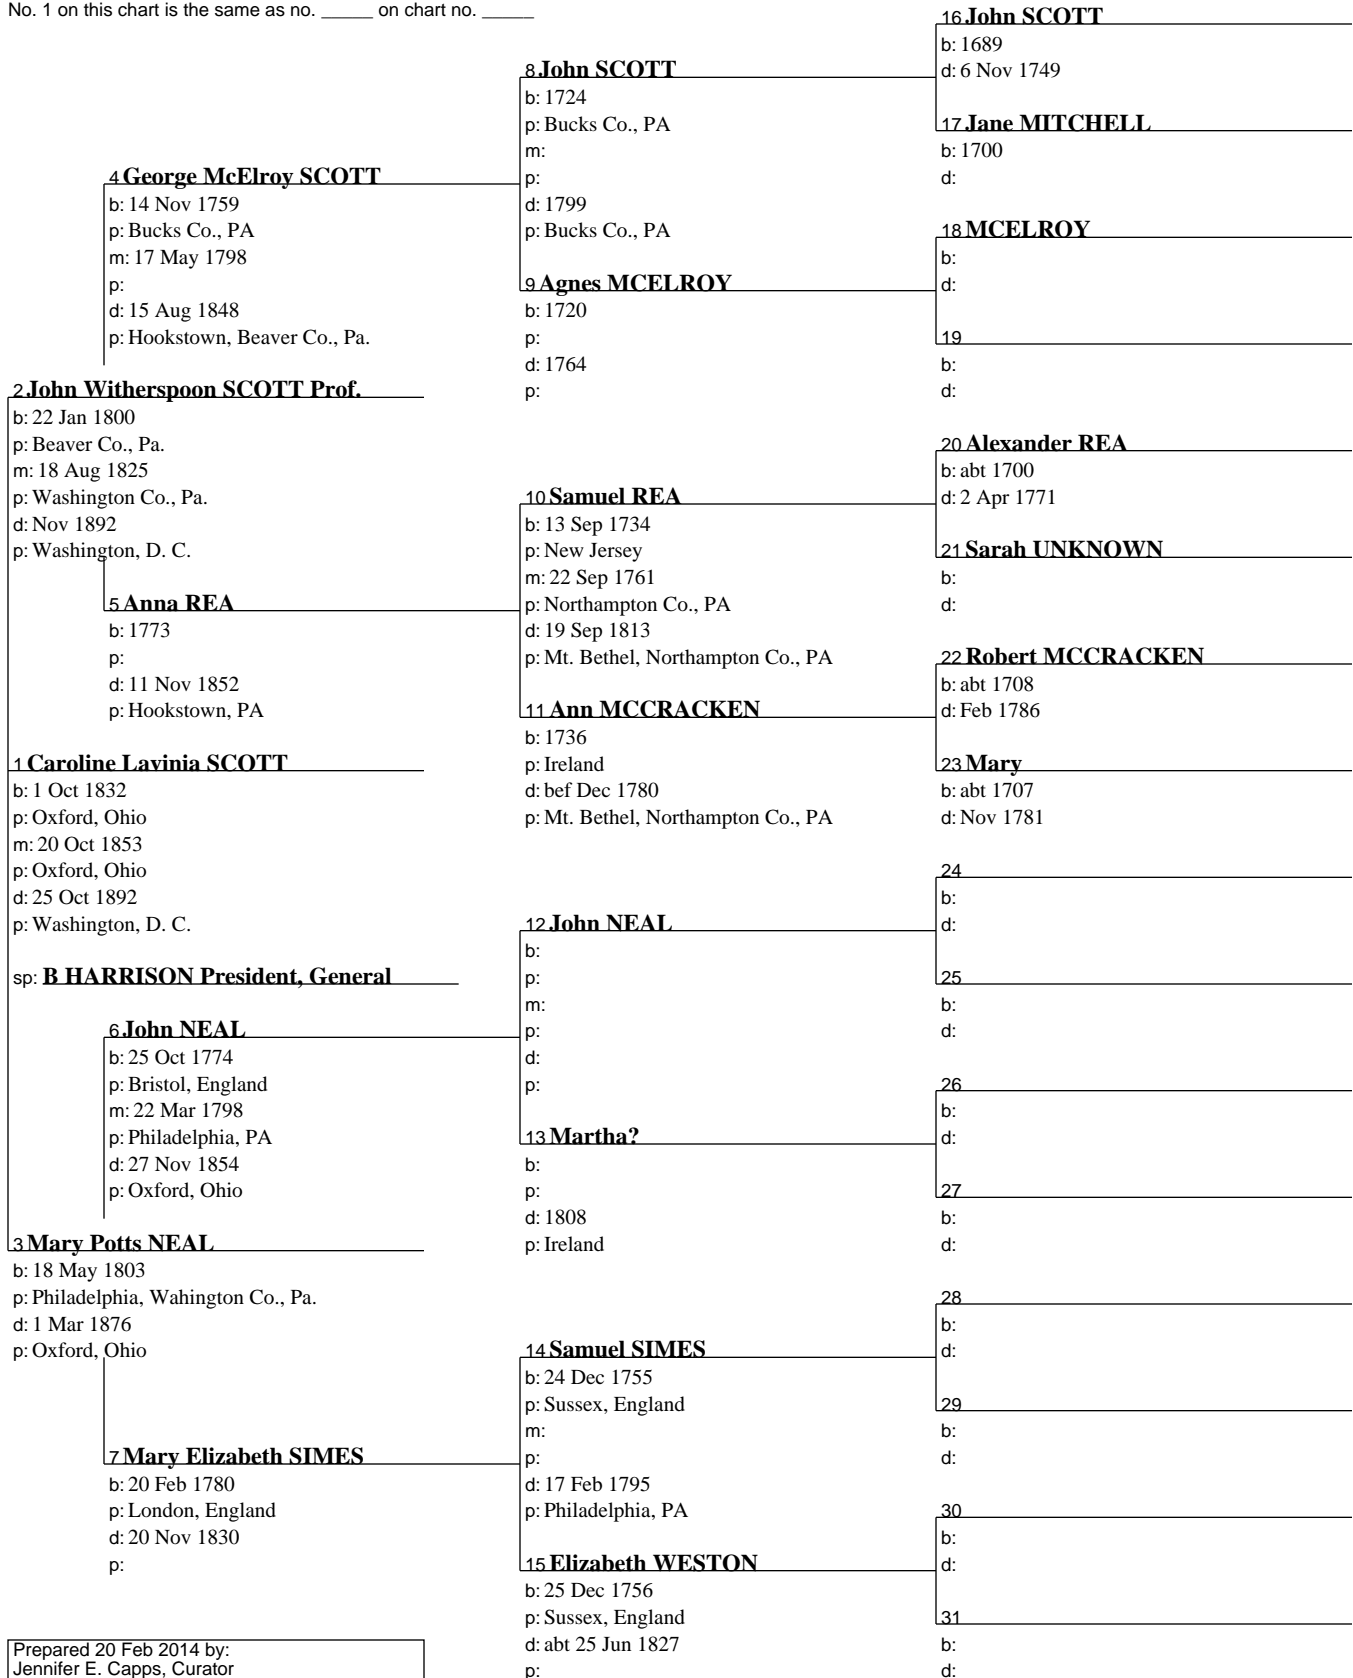 No. 1 on this chart is the same as no. _____ on chart no. _____
16 John SCOTT
b: 1689
d: 6 Nov 1749
8 John SCOTT
b: 1724
p: Bucks Co., PA
m:
p:
d: 1799
p: Bucks Co., PA
17 Jane MITCHELL
b: 1700
d:
4 George McElroy SCOTT
b: 14 Nov 1759
p: Bucks Co., PA
m: 17 May 1798
p:
d: 15 Aug 1848
p: Hookstown, Beaver Co., Pa.
18 MCELROY
b:
d:
9 Agnes MCELROY
b: 1720
p:
d: 1764
p:
19
b:
d:
2 John Witherspoon SCOTT Prof.
b: 22 Jan 1800
p: Beaver Co., Pa.
m: 18 Aug 1825
p: Washington Co., Pa.
d: Nov 1892
p: Washington, D. C.
20 Alexander REA
b: abt 1700
d: 2 Apr 1771
10 Samuel REA
b: 13 Sep 1734
p: New Jersey
m: 22 Sep 1761
p: Northampton Co., PA
d: 19 Sep 1813
p: Mt. Bethel, Northampton Co., PA
21 Sarah UNKNOWN
b:
d:
5 Anna REA
b: 1773
p:
d: 11 Nov 1852
p: Hookstown, PA
22 Robert MCCRACKEN
b: abt 1708
d: Feb 1786
11 Ann MCCRACKEN
b: 1736
p: Ireland
d: bef Dec 1780
p: Mt. Bethel, Northampton Co., PA
23 Mary
b: abt 1707
d: Nov 1781
1 Caroline Lavinia SCOTT
b: 1 Oct 1832
p: Oxford, Ohio
m: 20 Oct 1853
p: Oxford, Ohio
d: 25 Oct 1892
p: Washington, D. C.
sp: B HARRISON President, General
24
b:
d:
12 John NEAL
b:
p:
m:
p:
d:
p:
25
b:
d:
6 John NEAL
b: 25 Oct 1774
p: Bristol, England
m: 22 Mar 1798
p: Philadelphia, PA
d: 27 Nov 1854
p: Oxford, Ohio
26
b:
d:
13 Martha?
b:
p:
d: 1808
p: Ireland
27
b:
d:
3 Mary Potts NEAL
b: 18 May 1803
p: Philadelphia, Wahington Co., Pa.
d: 1 Mar 1876
p: Oxford, Ohio
28
b:
d:
14 Samuel SIMES
b: 24 Dec 1755
p: Sussex, England
m:
p:
d: 17 Feb 1795
p: Philadelphia, PA
29
b:
d:
7 Mary Elizabeth SIMES
b: 20 Feb 1780
p: London, England
d: 20 Nov 1830
p:
30
b:
d:
15 Elizabeth WESTON
b: 25 Dec 1756
p: Sussex, England
d: abt 25 Jun 1827
p:
31
b:
d:
Prepared 20 Feb 2014 by:
Jennifer E. Capps, Curator